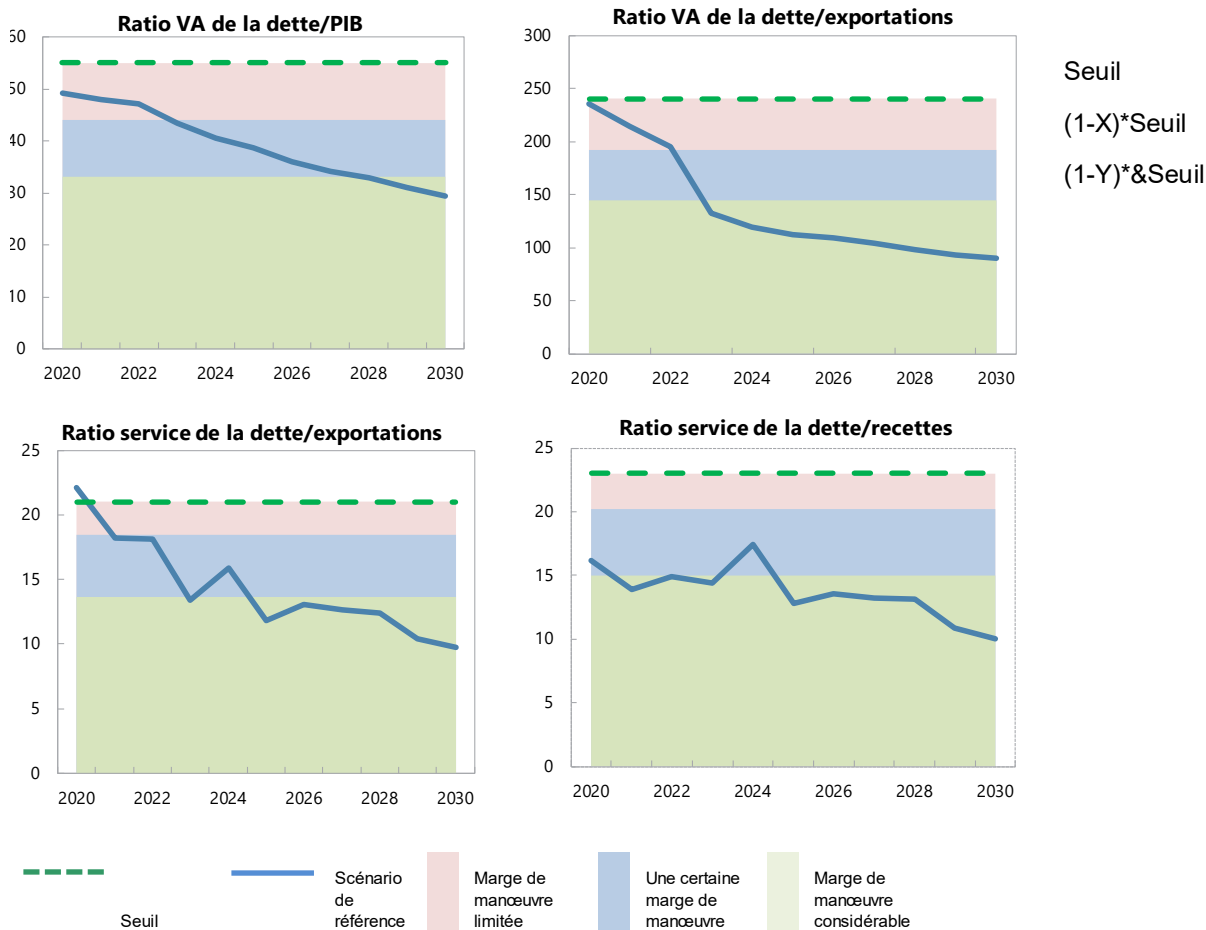 Ratio VA de la dette/PIB
60
50
40
30
20
10
0
2020 2022 2024 2026 2028 2030
Ratio VA de la dette/exportations
300
250
200
150
100
50
0
2020 2022 2024 2026 2028 2030
Seuil
(1-X)*Seuil
(1-Y)*&Seuil
Ratio service de la dette/exportations
25
20
15
10
5
0
2020 2022 2024 2026 2028 2030
Ratio service de la dette/recettes
25
20
15
10
5
0
2020 2022 2024 2026 2028 2030
Seuil
Scénario
de
référence
Marge de
manœuvre
limitée
Une certaine
marge de
manœuvre
Marge de
manœuvre
considérable